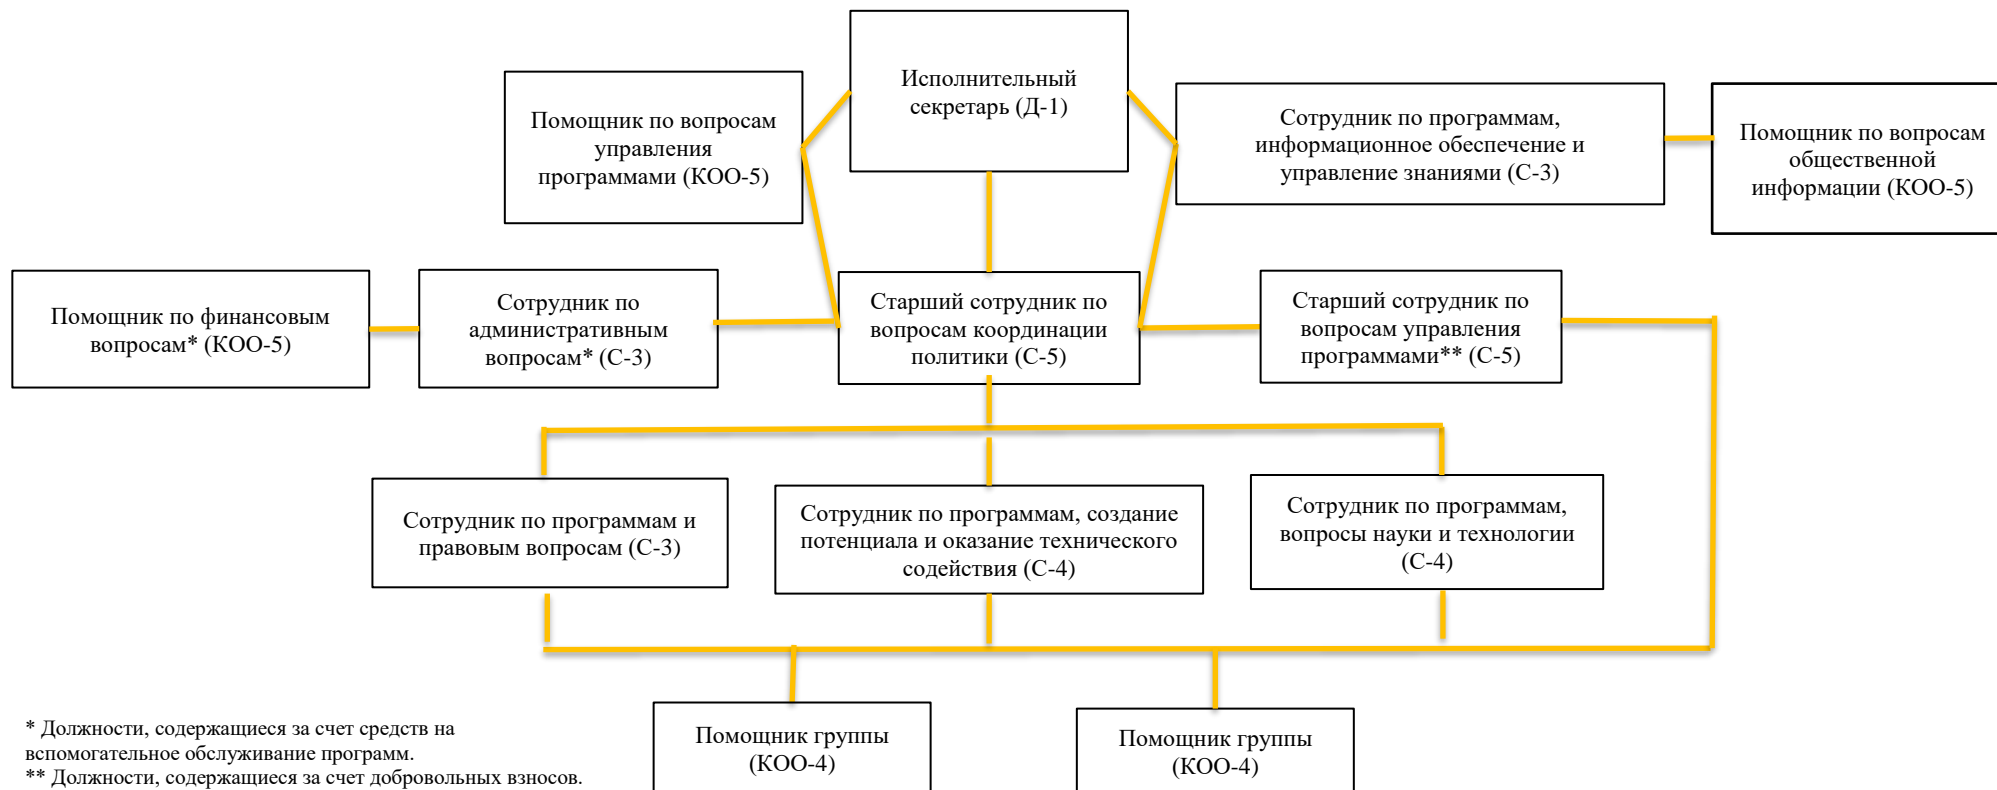 Исполнительный
секретарь (Д-1)
Помощник по вопросам
управления
программами (КОО-5)
Сотрудник по программам,
информационное обеспечение и
управление знаниями (С-3)
Помощник по вопросам
общественной
информации (КОО-5)
Помощник по финансовым
вопросам* (КОО-5)
Сотрудник по
административным
вопросам* (С-3)
Старший сотрудник по
вопросам координации
политики (С-5)
Старший сотрудник по
вопросам управления
программами** (С-5)
Сотрудник по программам и
правовым вопросам (С-3)
Сотрудник по программам, создание
потенциала и оказание технического
содействия (С-4)
Сотрудник по программам,
вопросы науки и технологии
(С-4)
Помощник группы
(КОО-4)
Помощник группы
(КОО-4)
* Должности, содержащиеся за счет средств на
вспомогательное обслуживание программ.
** Должности, содержащиеся за счет добровольных взносов.